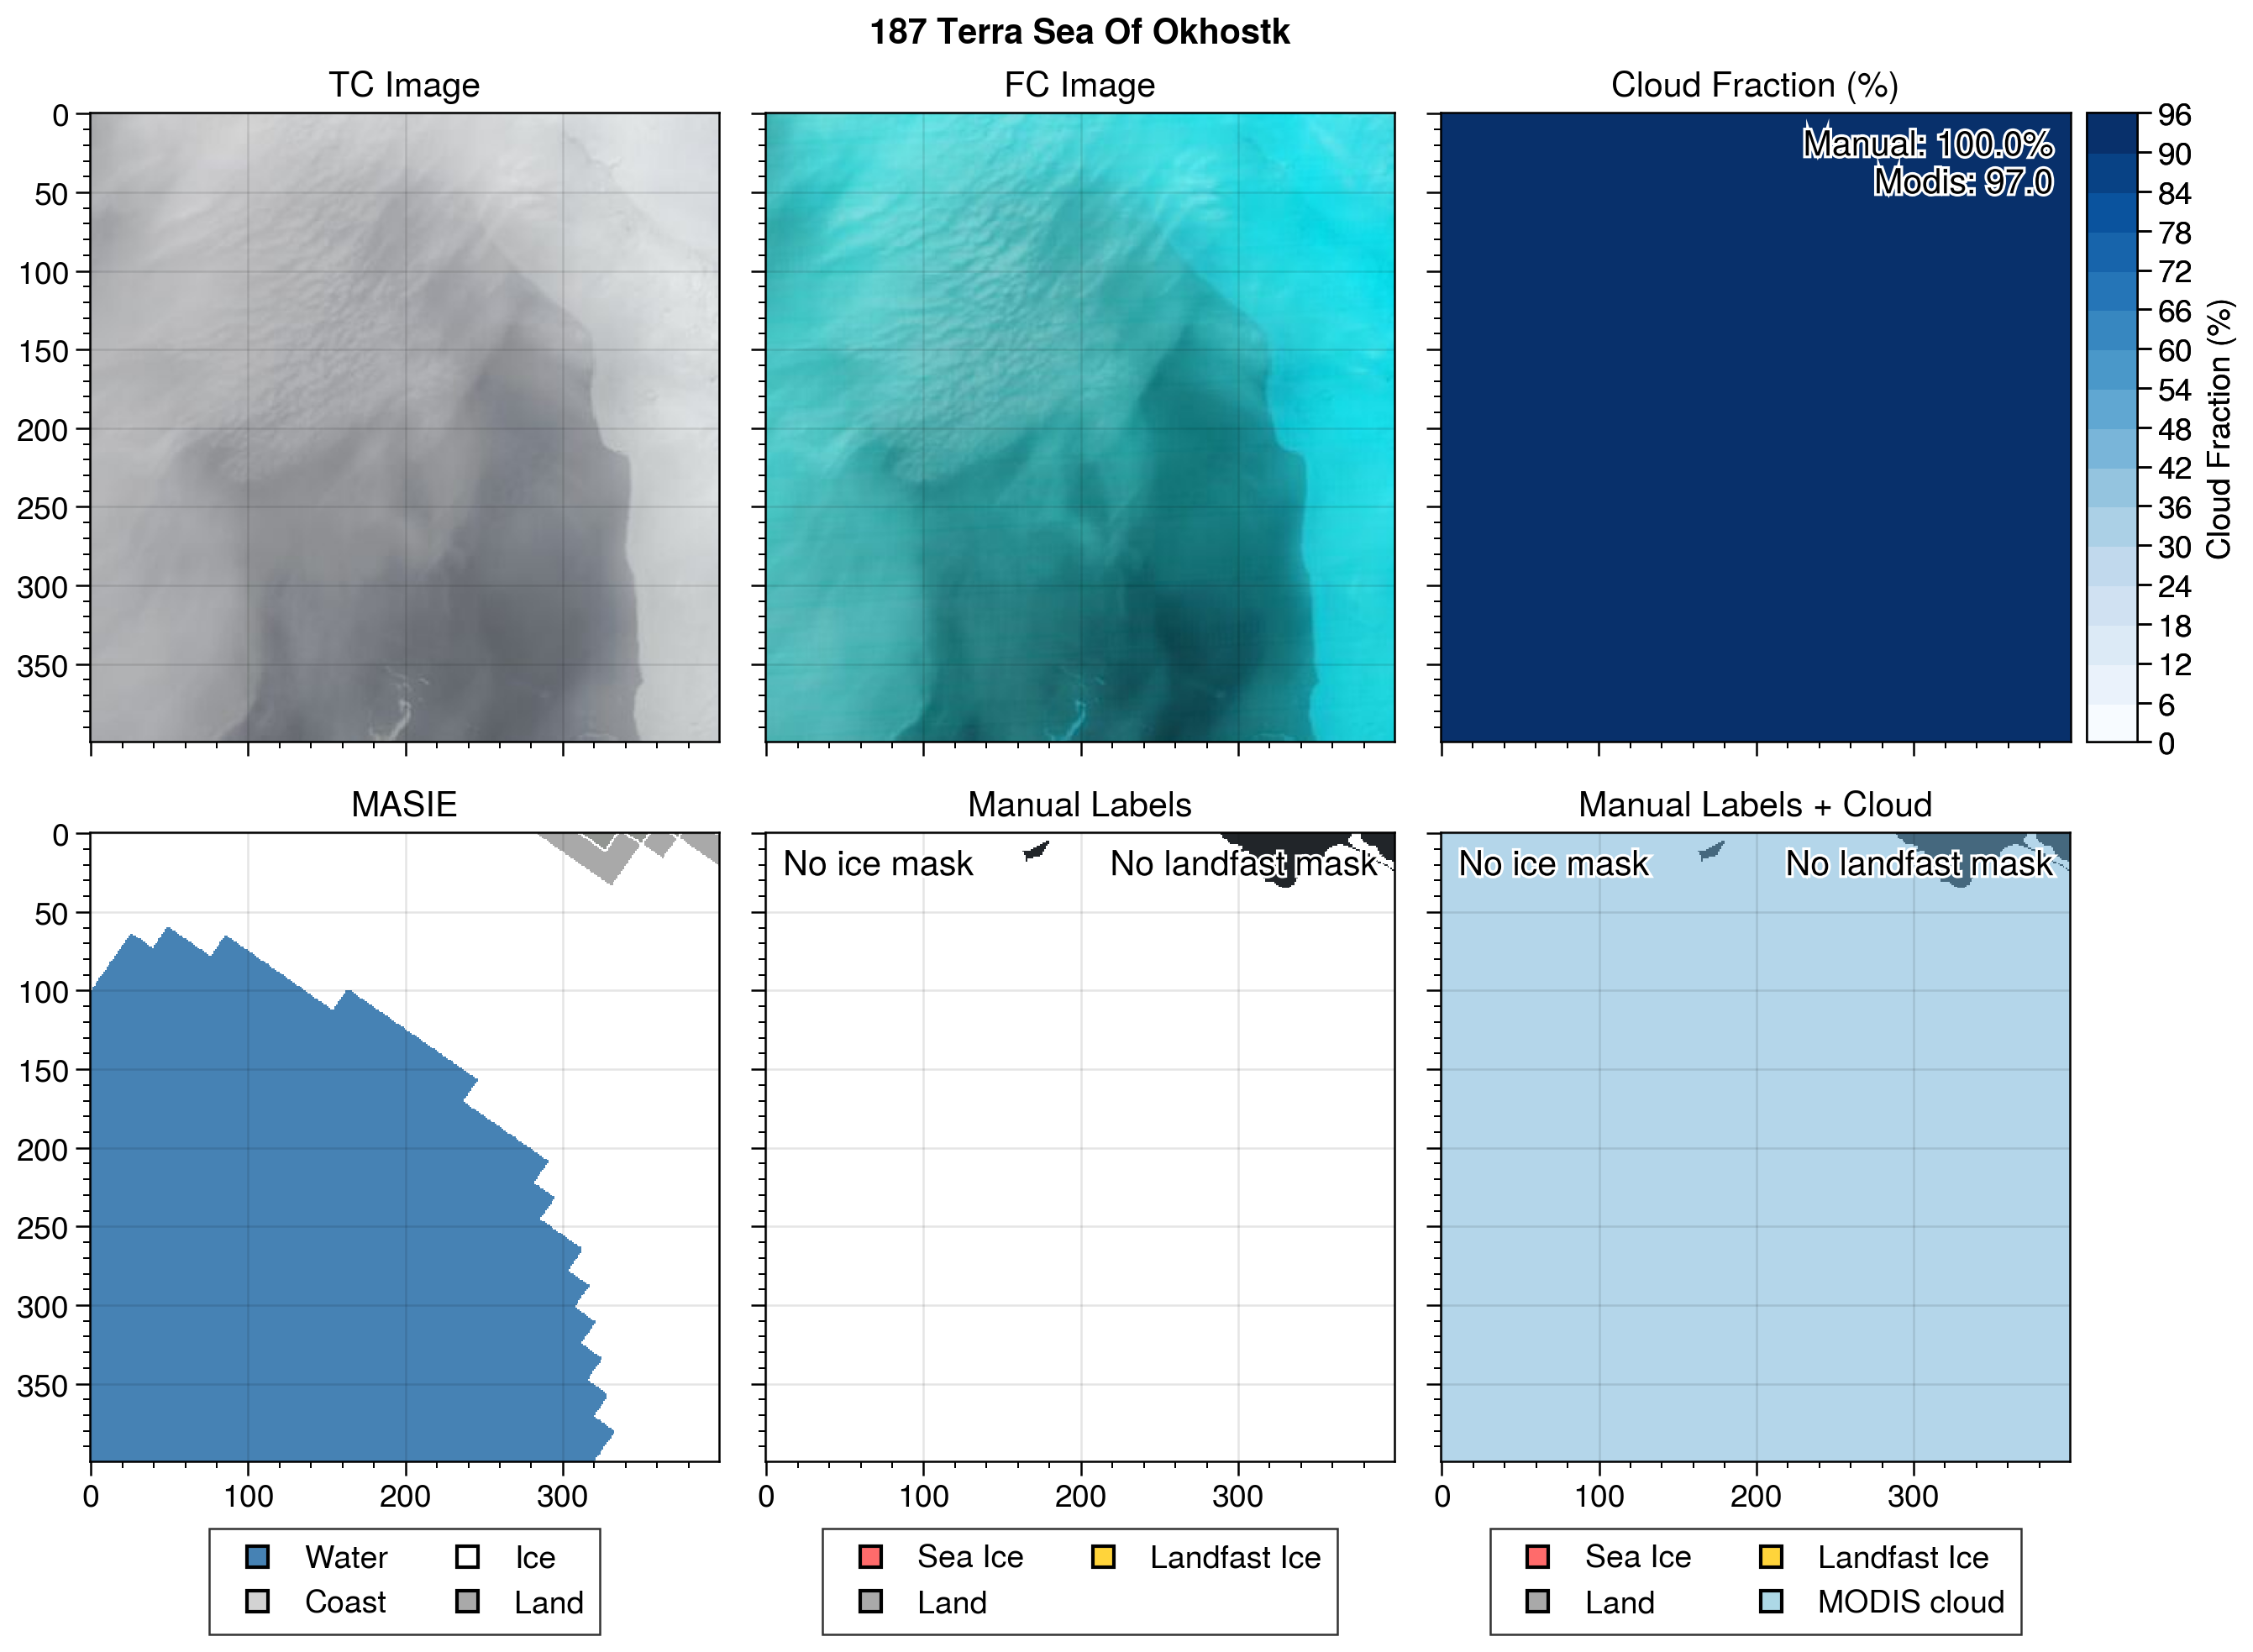 187 Terra Sea Of Okhostk
TC Image
FC Image
Cloud Fraction (%)
0
50
100
150
200
250
300
350
Manual: 100.0%
Modis: 97.0
96
90
84
78
72
66
60
54
48
42
36
30
24
18
12
6
0
Cloud Fraction (%)
MASIE
Manual Labels
Manual Labels + Cloud
0
50
100
150
200
250
300
350
No ice mask
No landfast mask
No ice mask
No landfast mask
0 100 200 300
0 100 200 300
0 100 200 300
Water
Ice
Coast
Land
Sea Ice
Landfast Ice
Land
Sea Ice
Landfast Ice
Land
MODIS cloud